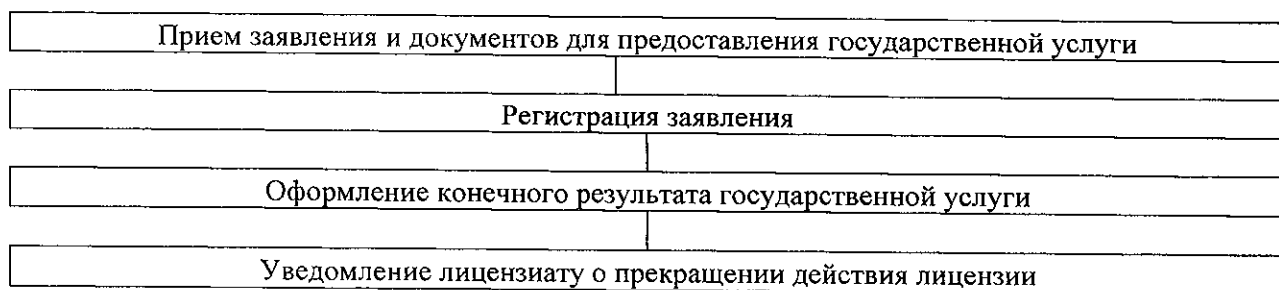 Прием заявления и документов для предоставления государственной услуги
Регистрация заявления
Оформление конечного результата государственной услуги
Уведомление лицензиату о прекращении действия лицензии